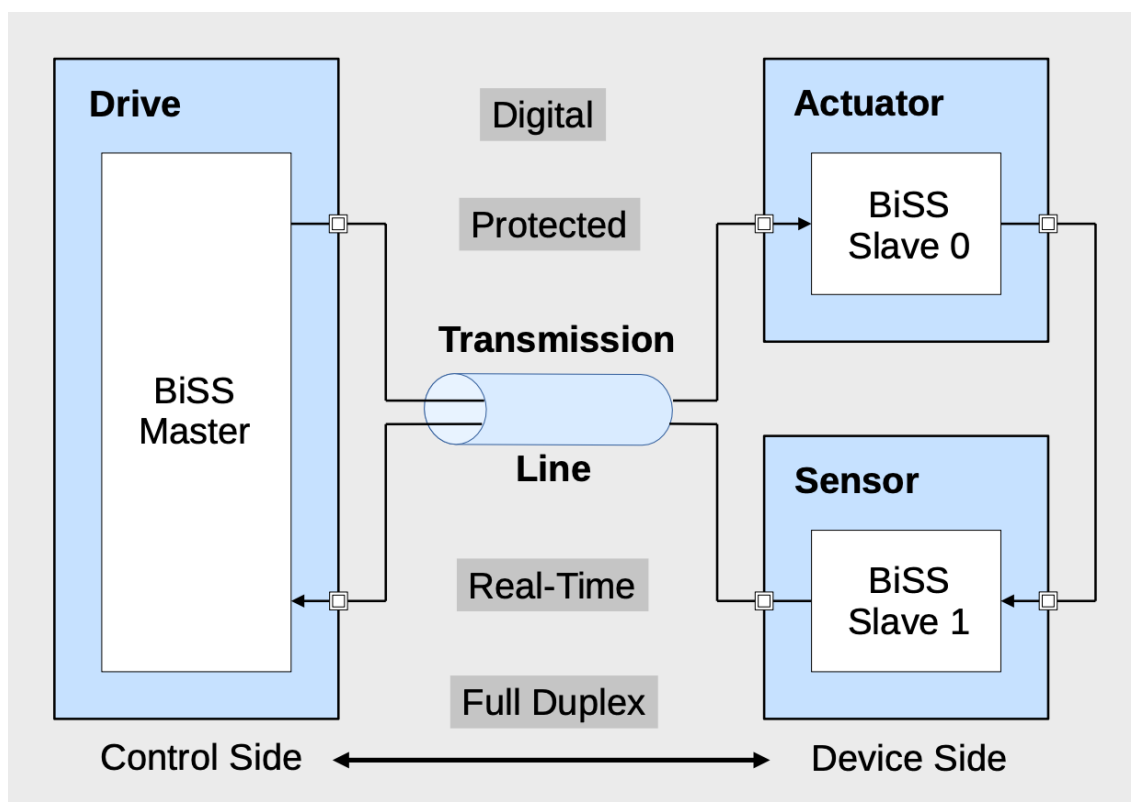 Drive
Digital
Actuator
Protected
BiSS
Slave 0
Transmission
BiSS
Master
Line
Sensor
Real-Time
BiSS
Slave 1
Full Duplex
Control Side
Device Side